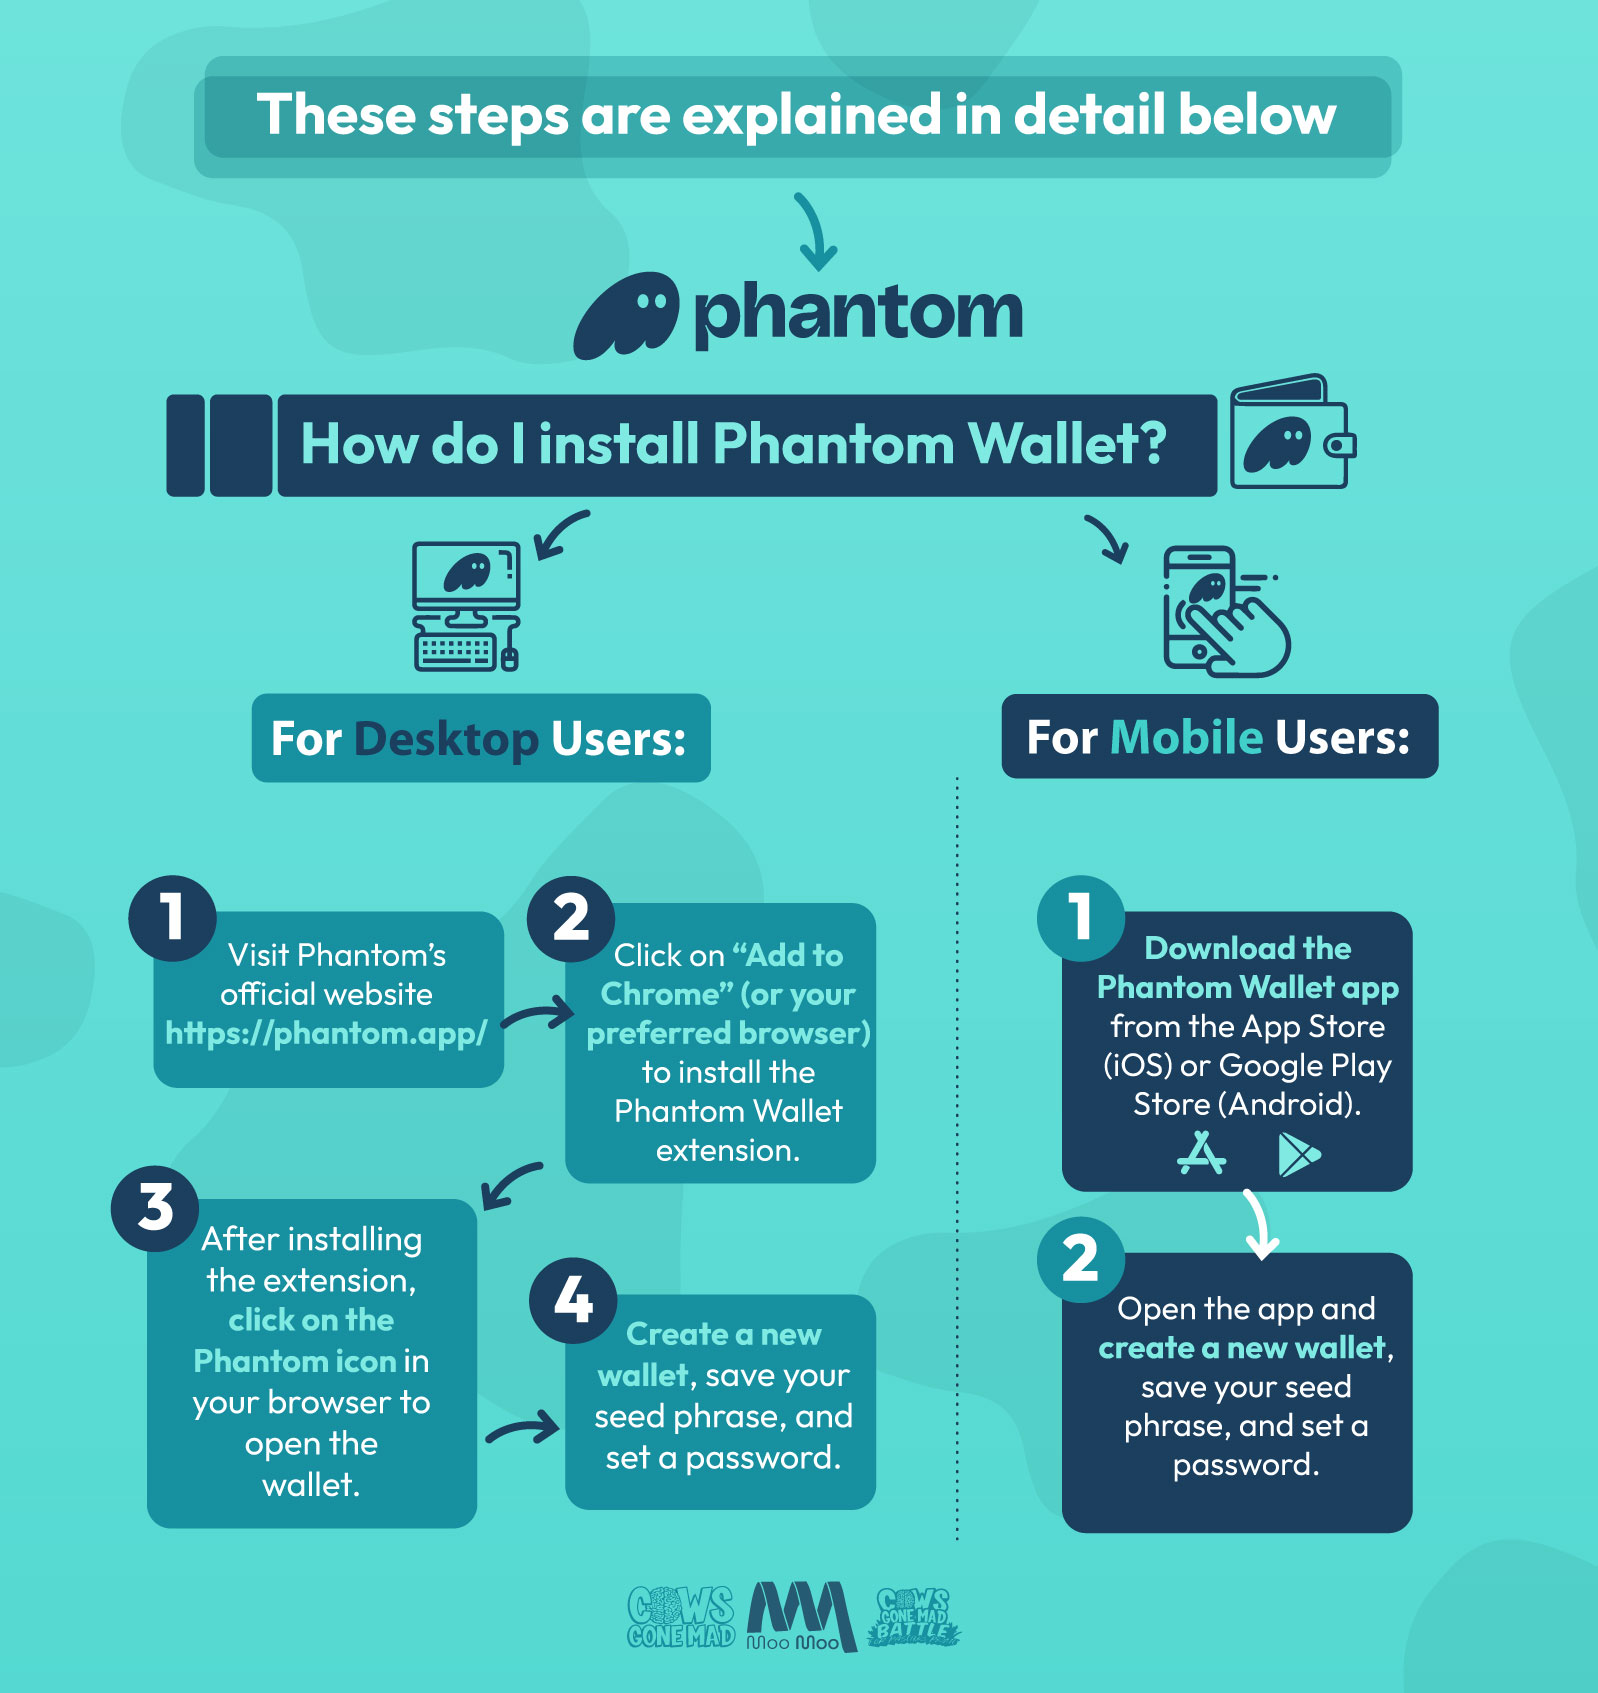 These steps are explained in detail below
phantom
How do I install Phantom Wallet?
For Desktop Users:
1
Visit Phantom’s
official website
https://phantom.app/
2
Click on “Add to
Chrome” (or your
preferred browser)
to install the
Phantom Wallet
extension.
3
After installing
the extension,
click on the
Phantom icon in
your browser to
open the
wallet.
4
Create a new
wallet, save your
seed phrase, and
set a password.
For Mobile Users:
1
Download the
Phantom Wallet app
from the App Store
(iOS) or Google Play
Store (Android).
2
Open the app and
create a new wallet,
save your seed
phrase, and set a
password.
COWS
GONE MAD
Moo Moo
COWS
GONE MAD
BATTLE